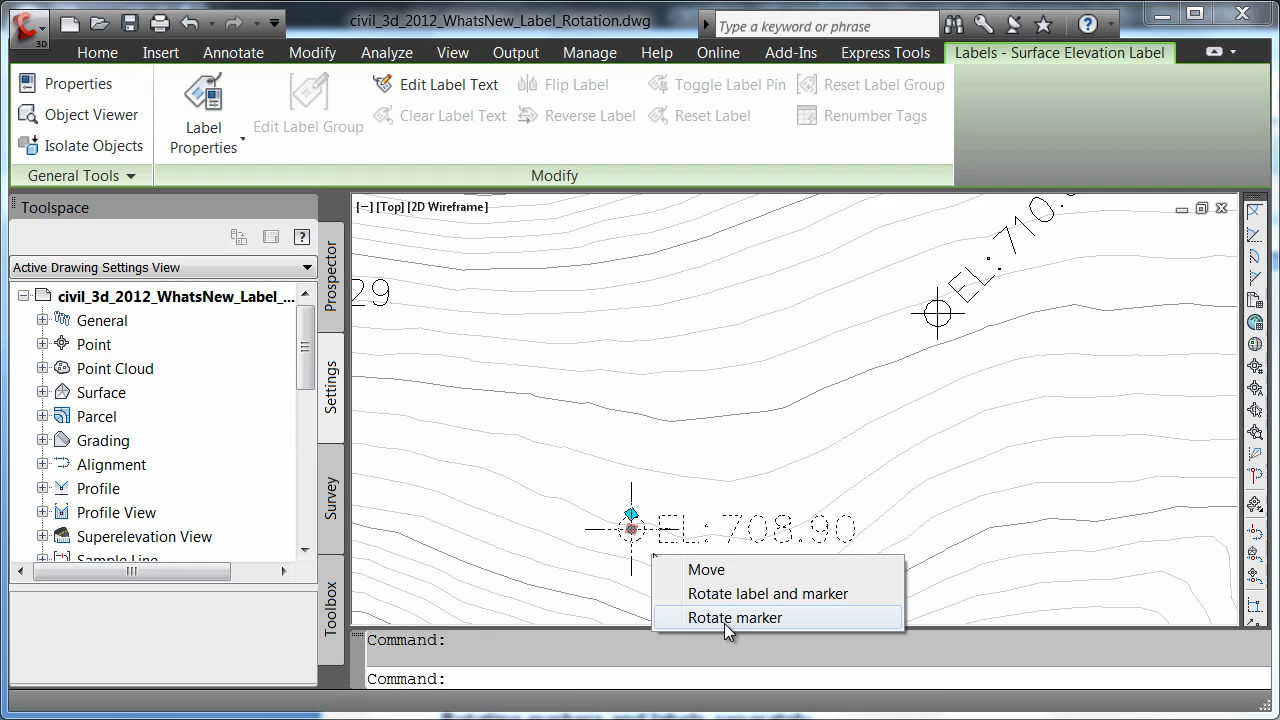 civil_3d_2012_WhatsNew_Label_Rotation.dwg
Type a keyword or phrase
3D
Home Insert Annotate Modify Analyze View Output Manage Help Online Add-Ins Express Tools Labels - Surface Elevation Label
Properties
Object Viewer
Isolate Objects
General Tools
Label
Properties
Edit Label Group
Edit Label Text
Clear Label Text
Flip Label
Reverse Label
Toggle Label Pin
Reset Label
Reset Label Group
Renumber Tags
Modify
Toolspace
Active Drawing Settings View
civil_3d_2012_WhatsNew_Label_...
General
Point
Point Cloud
Surface
Parcel
Grading
Alignment
Profile
Profile View
Superelevation View
Sample Line
Prospector
Settings
Survey
Toolbox
[−] [Top] [2D Wireframe]
29
EL: 710.
EL: 708.90
Move
Rotate label and marker
Rotate marker
Command:
Command: